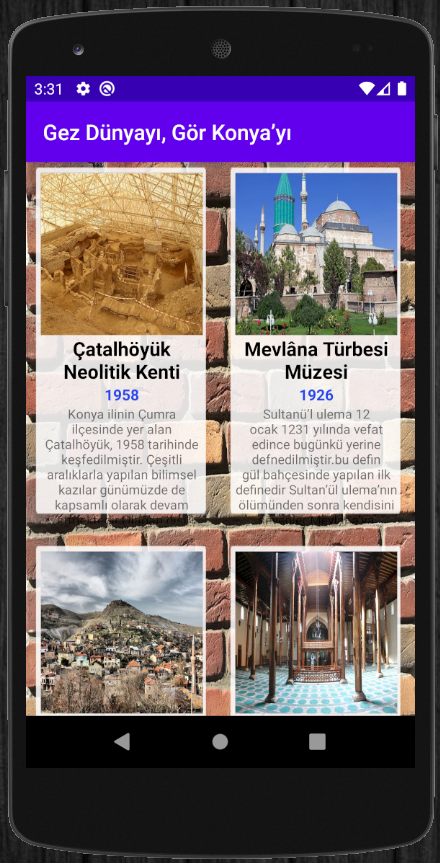 3:31
Gez Dünyayı, Gör Konya’yı
Çatalhöyük
Neolitik Kenti
1958
Konya ilinin Çumra
ilçesinde yer alan
Çatalhöyük, 1958 tarihinde
keşfedilmiştir. Çeşitli
aralıklarla yapılan bilimsel
kazılar günümüzde de
kapsamlı olarak devam
Mevlâna Türbesi
Müzesi
1926
Sultanü’l ulema 12
ocak 1231 yılında vefat
edince bugünkü yerine
defnedilmiştir.bu defin
gül bahçesinde yapılan ilk
definedir Sultan’ül ulema’nın
ölümünden sonra kendisini